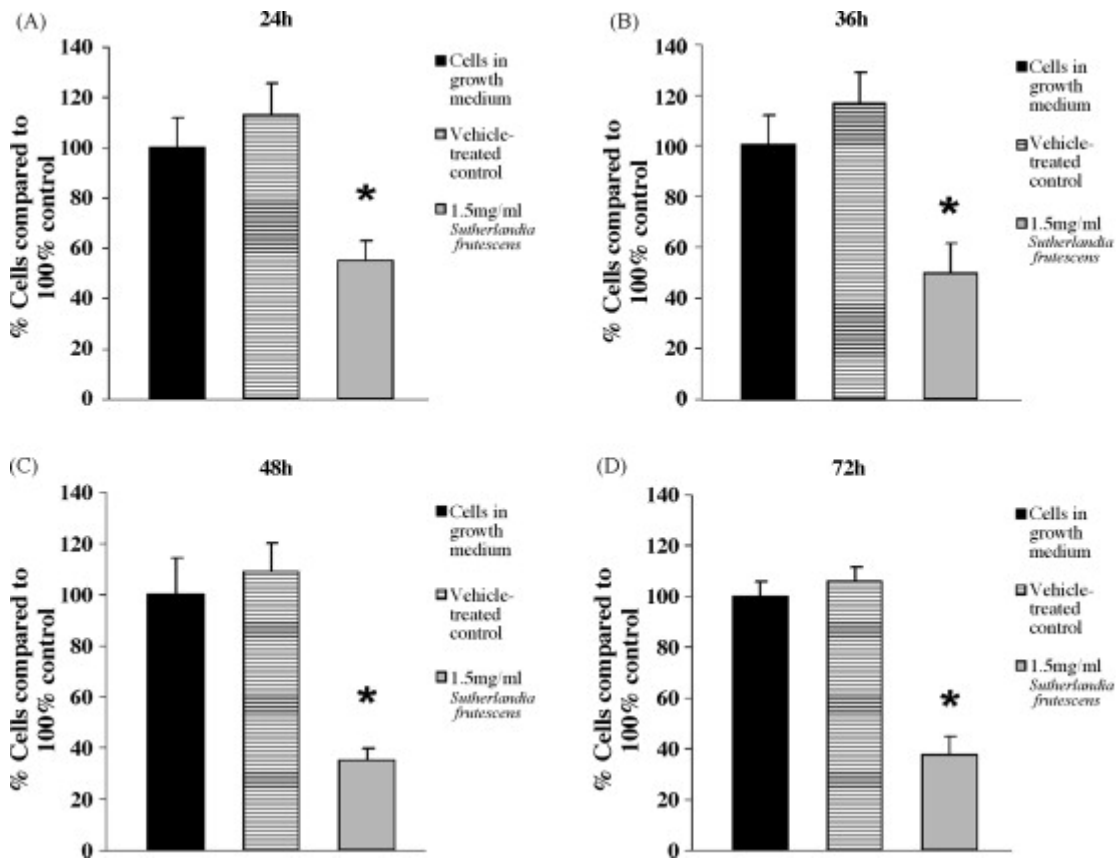 (A)
24h
% Cells compared to
100% control
140
120
100
80
60
40
20
0
*
Cells in
growth
medium
Vehicle-
treated
control
1.5mg/ml
Sutherlandia
frutescens
(B)
36h
% Cells compared to
100% control
140
120
100
80
60
40
20
0
*
Cells in
growth
medium
Vehicle-
treated
control
1.5mg/ml
Sutherlandia
frutescens
(C)
48h
% Cells compared to
100% control
140
120
100
80
60
40
20
0
*
Cells in
growth
medium
Vehicle-
treated
control
1.5mg/ml
Sutherlandia
frutescens
(D)
72h
% Cells compared to
100% control
140
120
100
80
60
40
20
0
*
Cells in
growth
medium
Vehicle-
treated
control
1.5mg/ml
Sutherlandia
frutescens